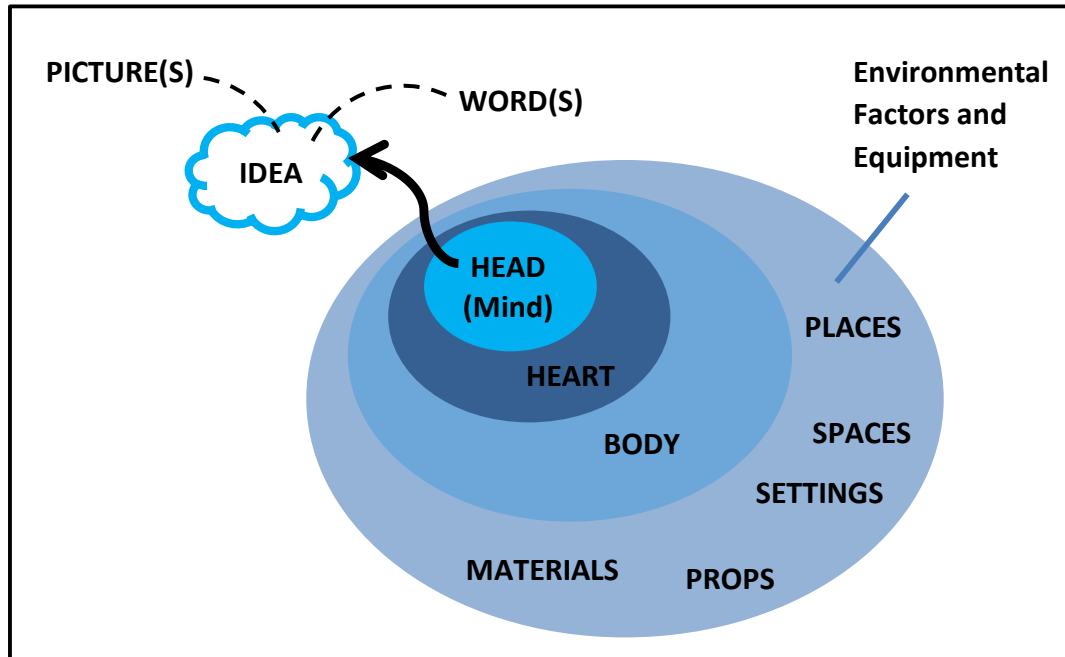 PICTURE(S)
WORD(S)
IDEA
Environmental
Factors and
Equipment
HEAD
(Mind)
HEART
BODY
PLACES
SPACES
SETTINGS
MATERIALS
PROPS